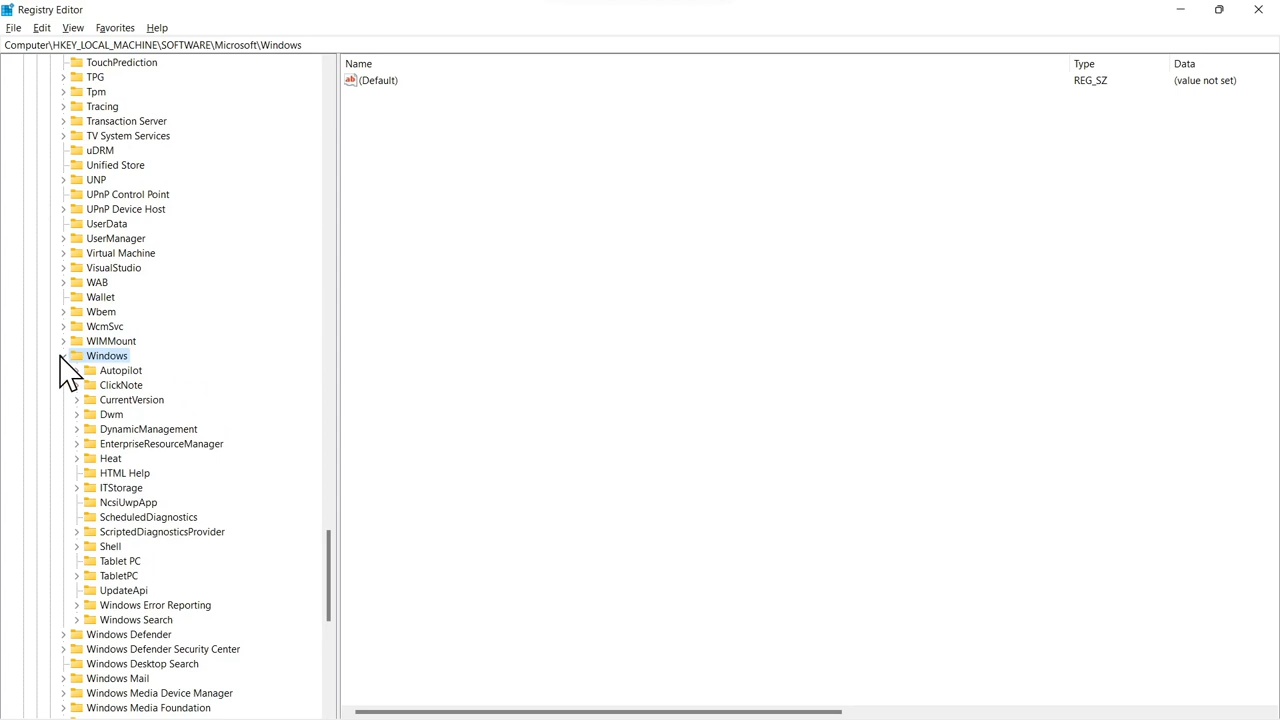 Registry Editor
File Edit View Favorites Help
Computer\HKEY_LOCAL_MACHINE\SOFTWARE\Microsoft\Windows
TouchPrediction
TPG
Tpm
Tracing
Transaction Server
TV System Services
uDRM
Unified Store
UNP
UPnP Control Point
UPnP Device Host
UserData
UserManager
Virtual Machine
VisualStudio
WAB
Wallet
Wbem
WcmSvc
WIMMount
Windows
Autopilot
ClickNote
CurrentVersion
Dwm
DynamicManagement
EnterpriseResourceManager
Heat
HTML Help
ITStorage
NcsiUwpApp
ScheduledDiagnostics
ScriptedDiagnosticsProvider
Shell
Tablet PC
TabletPC
UpdateApi
Windows Error Reporting
Windows Search
Windows Defender
Windows Defender Security Center
Windows Desktop Search
Windows Mail
Windows Media Device Manager
Windows Media Foundation
Name Type Data
ab (Default) REG_SZ (value not set)